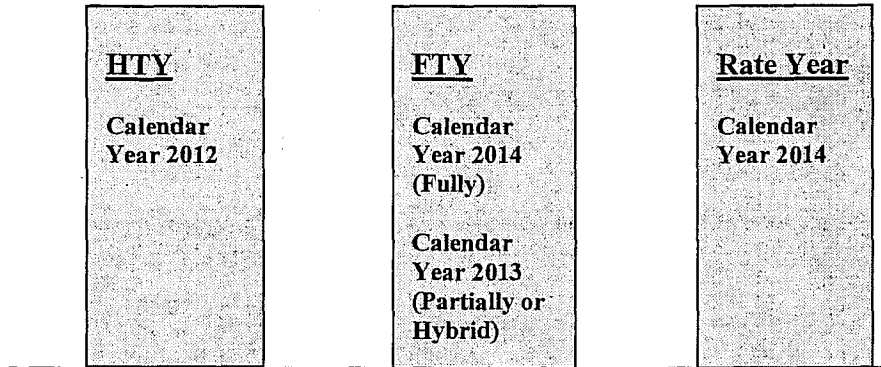 HTY
Calendar
Year 2012
FTY
Calendar
Year 2014
(Fully)
Calendar
Year 2013
(Partially or
Hybrid)
Rate Year
Calendar
Year 2014